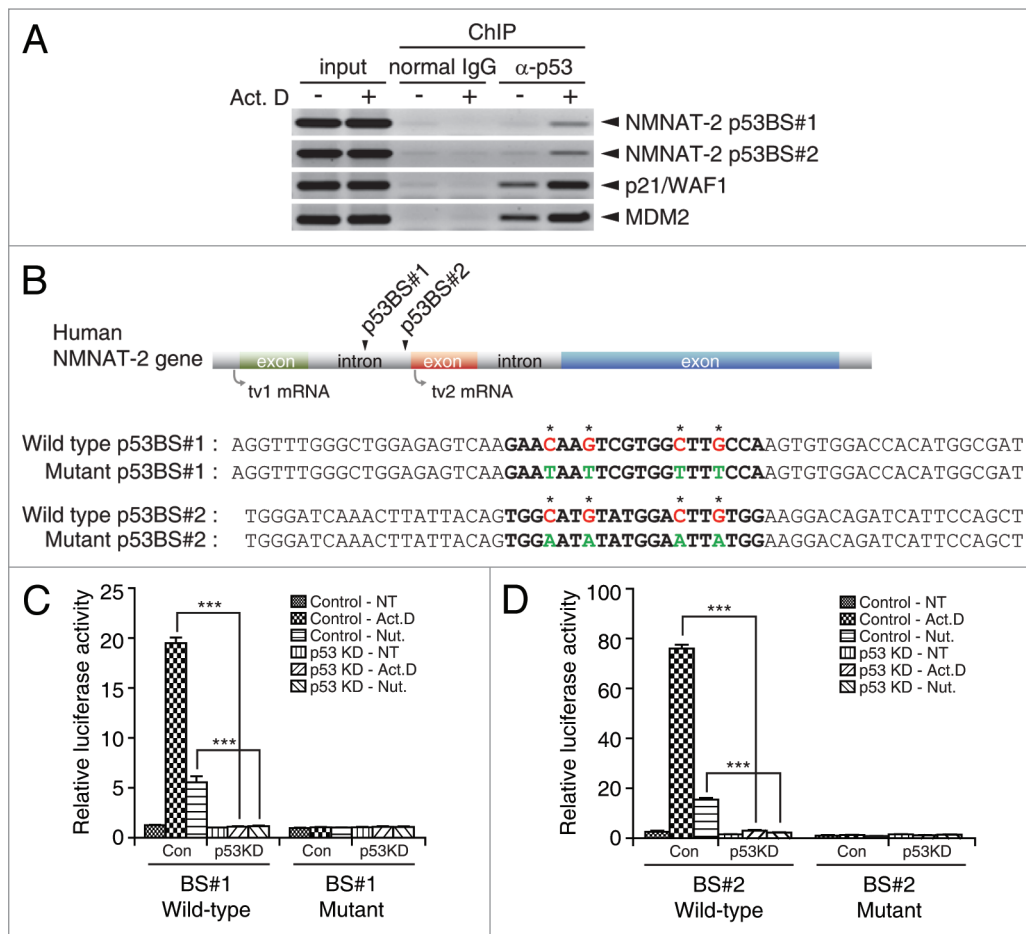 A
ChIP
input normal IgG α-p53
Act. D - + - + - +
NMNAT-2 p53BS#1
NMNAT-2 p53BS#2
p21/WAF1
MDM2
B
p53BS#1
p53BS#2
Human
NMNAT-2 gene
exon intron exon intron exon
tv1 mRNA tv2 mRNA
* * * *
Wild type p53BS#1 : AGGTTTGGGCTGGAGAGTCAAGAACAAGTCGTGGCTTGCCAAGTGTGGACCACATGGCGAT
Mutant p53BS#1 : AGGTTTGGGCTGGAGAGTCAAGAATAATTCGTGGTTTTCCAAGTGTGGACCACATGGCGAT
* * * *
Wild type p53BS#2 : TGGGATCAAACTTATTACAGTGGCATGTATGGACTTGTGGAAGGACAGATCATTCCAGCT
Mutant p53BS#2 : TGGGATCAAACTTATTACAGTGGAATATATGGAATTATGGAAGGACAGATCATTCCAGCT
C
Relative luciferase activity
25
20
15
10
5
0
***
***
Control - NT
Control - Act.D
Control - Nut.
p53 KD - NT
p53 KD - Act.D
p53 KD - Nut.
Con p53KD Con p53KD
BS#1 BS#1
Wild-type Mutant
D
Relative luciferase activity
100
80
60
40
20
0
***
***
Control - NT
Control - Act.D
Control - Nut.
p53 KD - NT
p53 KD - Act.D
p53 KD - Nut.
Con p53KD Con p53KD
BS#2 BS#2
Wild-type Mutant